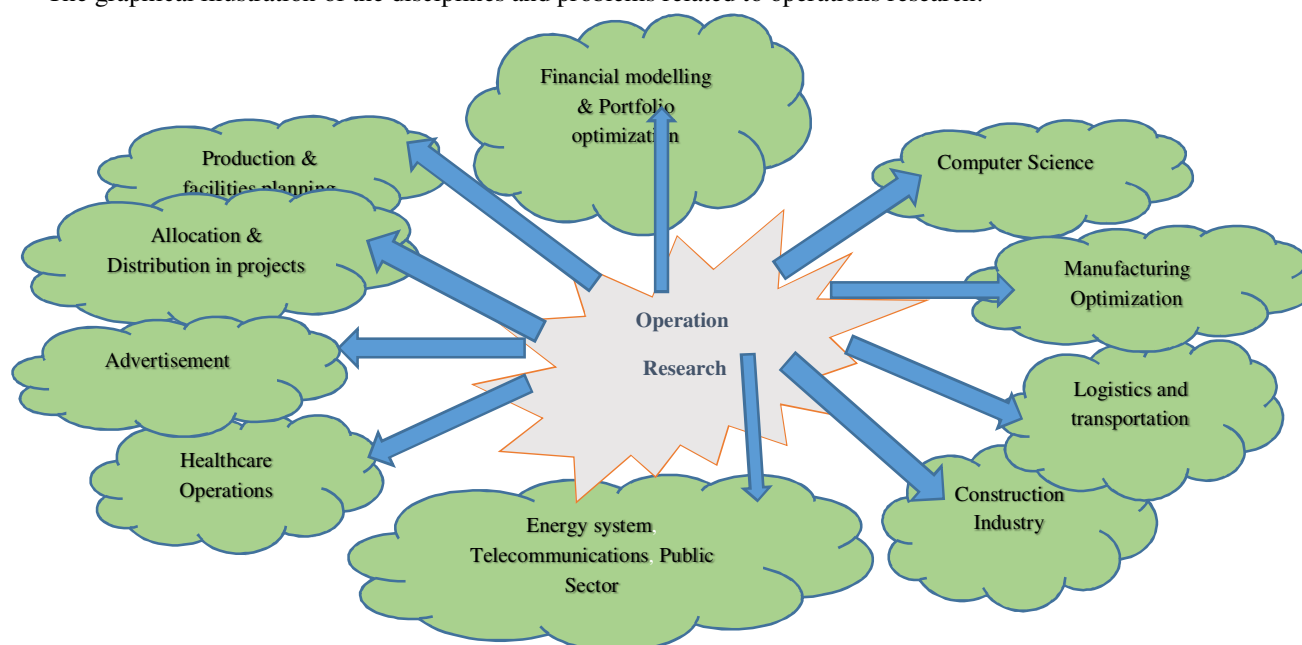 The graphical illustration of the disciplines and problems related to operations research:
Financial modelling
& Portfolio
optimization
Production &
facilities planning
Computer Science
Allocation &
Distribution in projects
Manufacturing
Optimization
Operation
Research
Advertisement
Logistics and
transportation
Healthcare
Operations
Construction
Industry
Energy system,
Telecommunications, Public
Sector